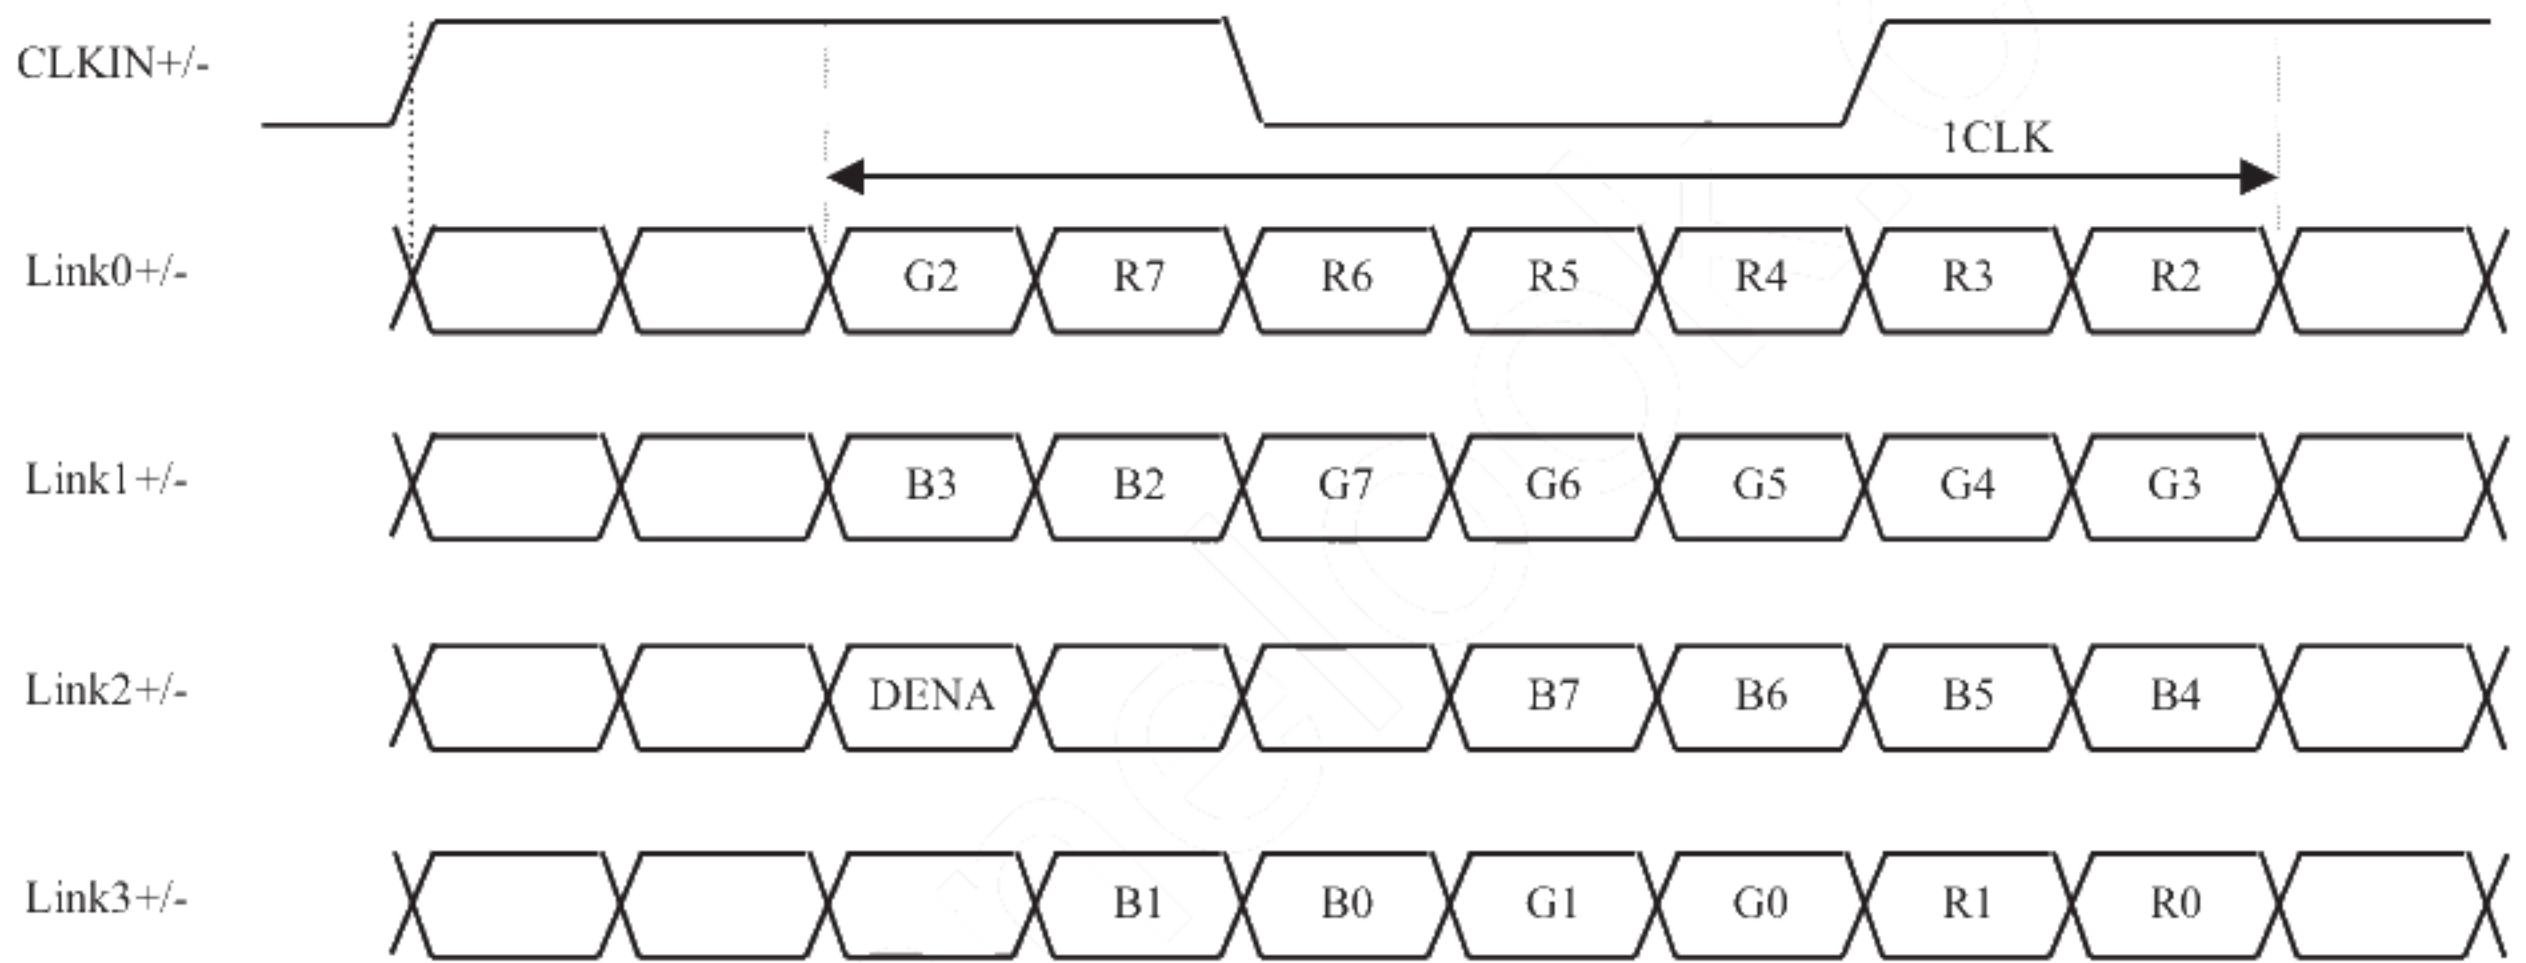 CLKIN+/-
1CLK
Link0+/- G2 R7 R6 R5 R4 R3 R2
Link1+/- B3 B2 G7 G6 G5 G4 G3
Link2+/- DENA B7 B6 B5 B4
Link3+/- B1 B0 G1 G0 R1 R0